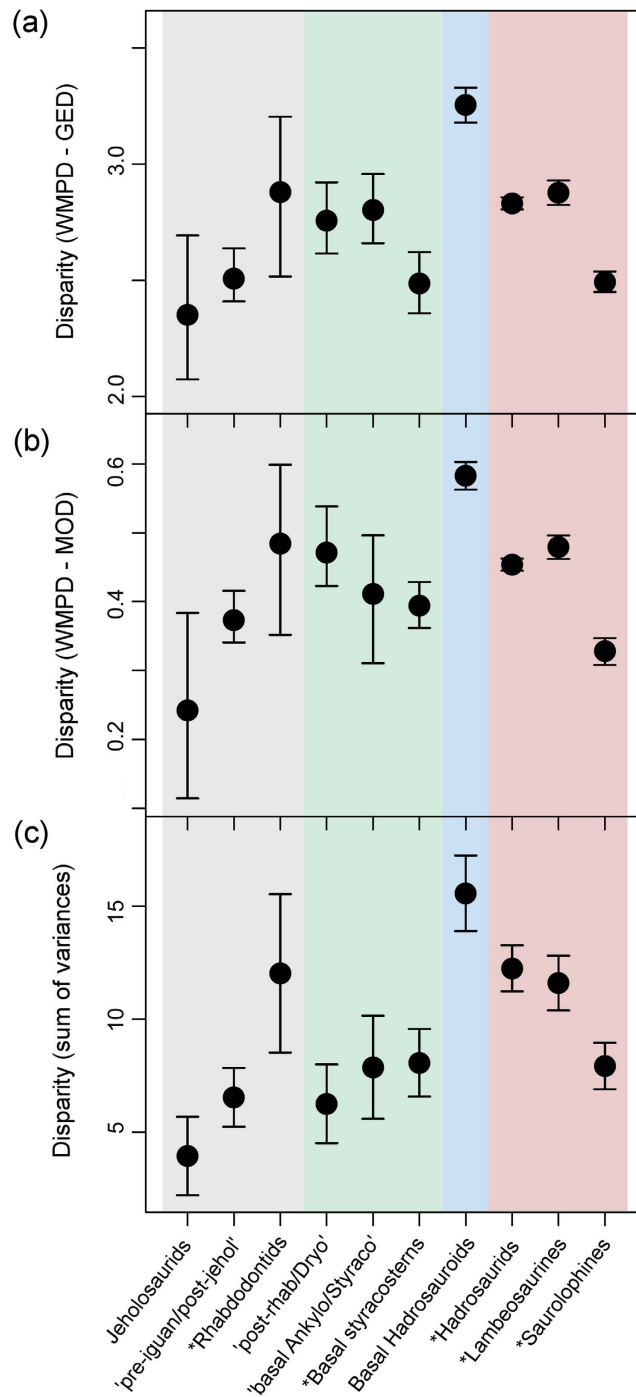 (a)
Disparity (WMPD - GED)
3.0
2.0
(b)
Disparity (WMPD - MOD)
0.6
0.4
0.2
(c)
Disparity (sum of variances)
15
10
5
Jeholosaurids
'pre-iguan/post-jehol'
*Rhabdodontids
'post-rhab/Dryo'
'basal Ankylo/Styraco'
*Basal styracosterns
Basal Hadrosauroids
*Hadrosaurids
*Lambeosaurines
*Saurolophines